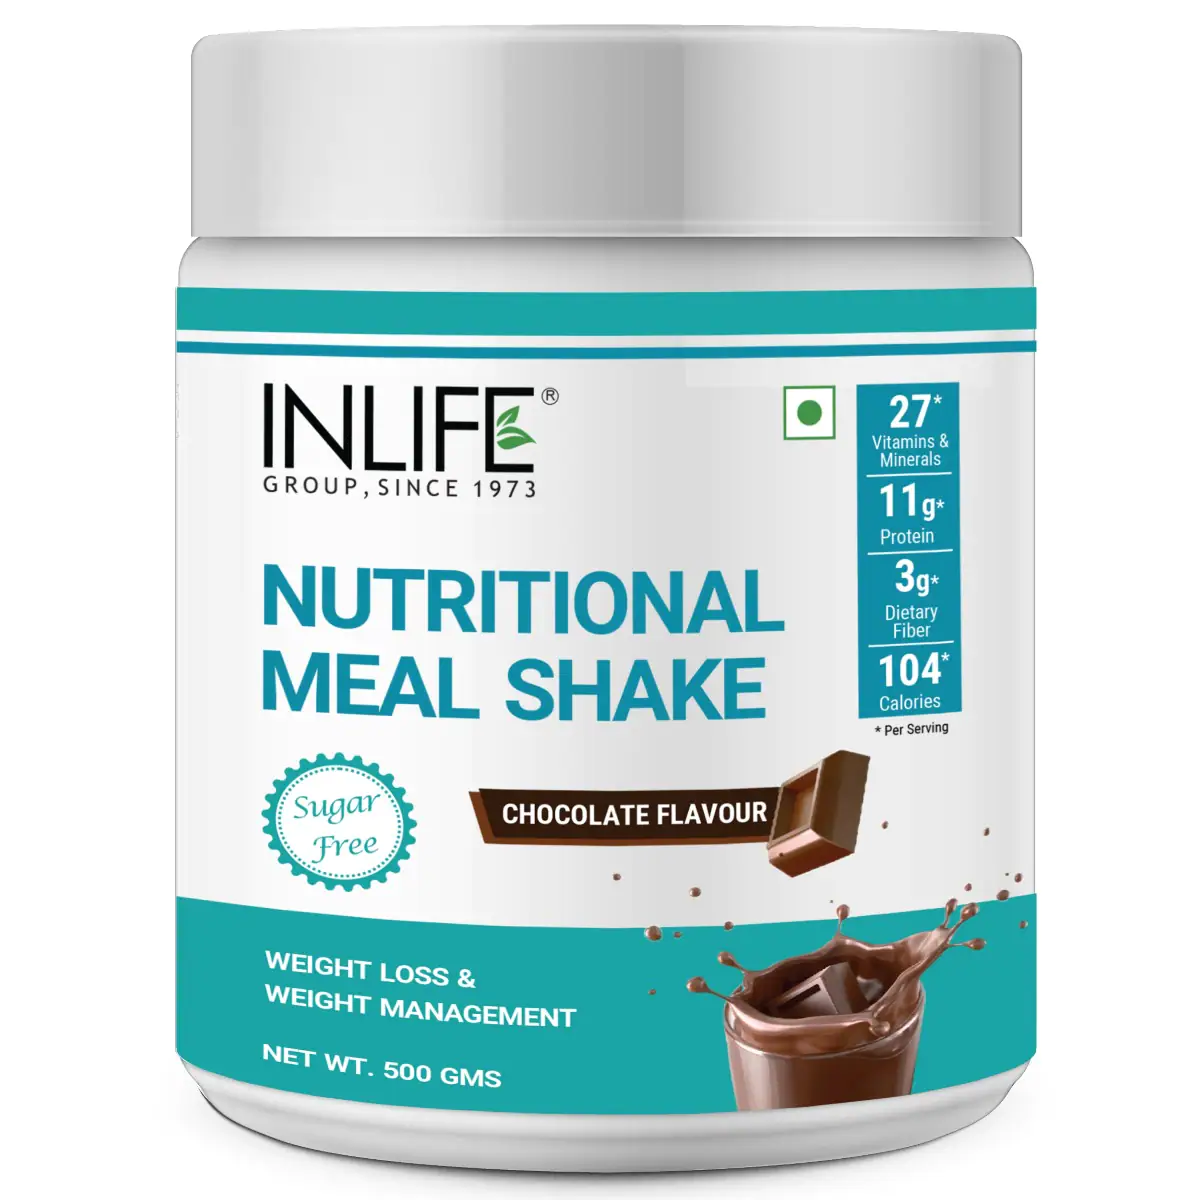 INLIFE®
GROUP, SINCE 1973
27*
Vitamins &
Minerals
11g*
Protein
3g*
Dietary
Fiber
104*
Calories
* Per Serving
NUTRITIONAL
MEAL SHAKE
Sugar
Free
CHOCOLATE FLAVOUR
WEIGHT LOSS &
WEIGHT MANAGEMENT
NET WT. 500 GMS